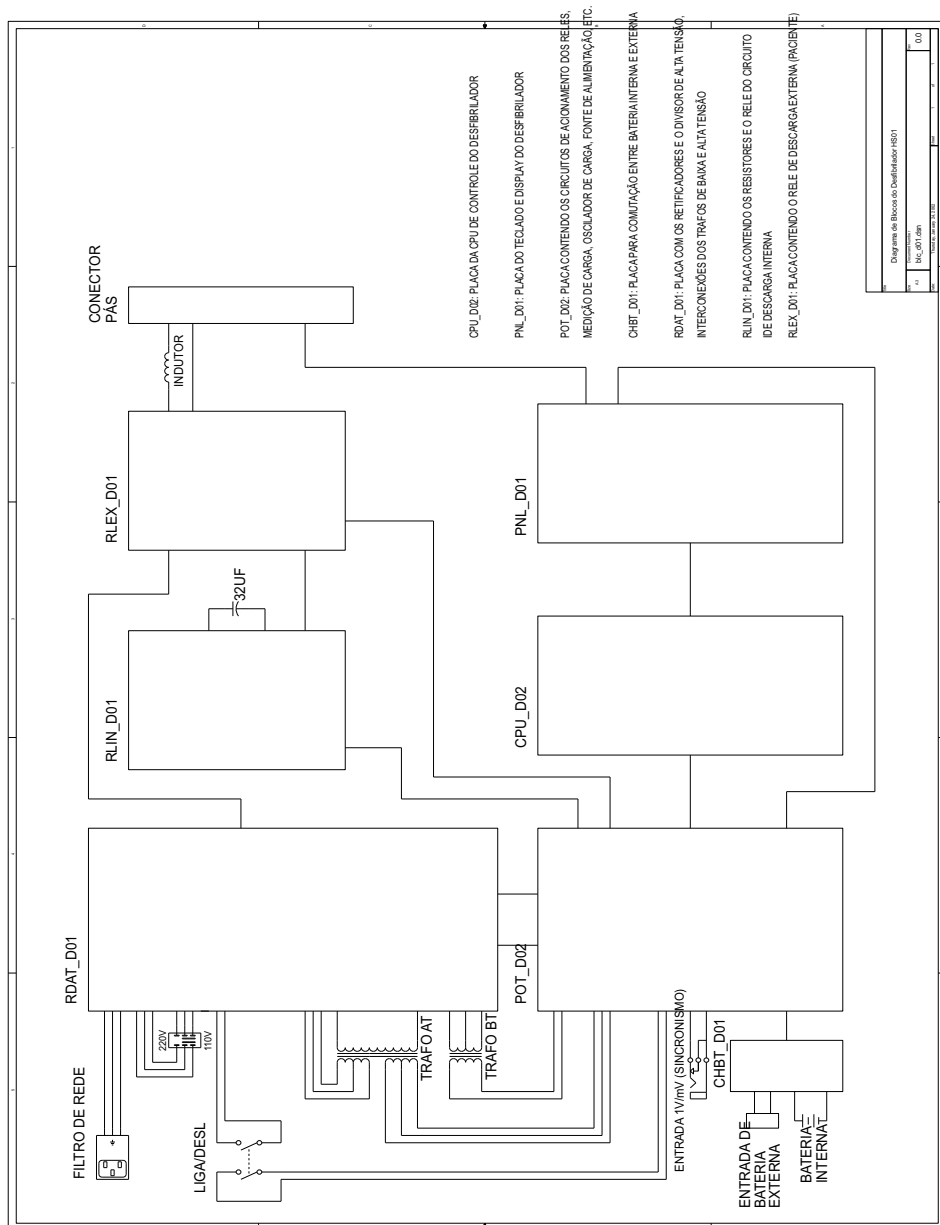 FILTRO DE REDE
220V
110V
LIGA/DESL
RDAT_D01
TRAFO AT
TRAFO BT
ENTRADA 1V/mV (SINCRONISMO)
CHBT_D01
ENTRADA DE
BATERIA
EXTERNA
BATERIA
INTERNAT
POT_D02
RLIN_D01
32UF
RLEX_D01
INDUTOR
CONECTOR
PÁS
CPU_D02
PNL_D01
CPU_D02: PLACA DA CPU DE CONTROLE DO DESFIBRILADOR
PNL_D01: PLACA DO TECLADO E DISPLAY DO DESFIBRILADOR
POT_D02: PLACA CONTENDO OS CIRCUITOS DE ACIONAMENTO DOS RELES,
MEDIÇÃO DE CARGA, OSCILADOR DE CARGA, FONTE DE ALIMENTAÇÃO, ETC.
CHBT_D01: PLACA PARA COMUTAÇÃO ENTRE BATERIA INTERNA E EXTERNA
RDAT_D01: PLACA COM OS RETIFICADORES E O DIVISOR DE ALTA TENSÃO,
INTERCONEXÕES DOS TRAFOS DE BAIXA E ALTA TENSÃO
RLIN_D01: PLACA CONTENDO OS RESISTORES E O RELE DO CIRCUITO
IDE DESCARGA INTERNA
RLEX_D01: PLACA CONTENDO O RELE DE DESCARGA EXTERNA (PACIENTE)
Diagrama de Blocos do Desfibrilador HS01
A3
blc_d01.dsn
0.0